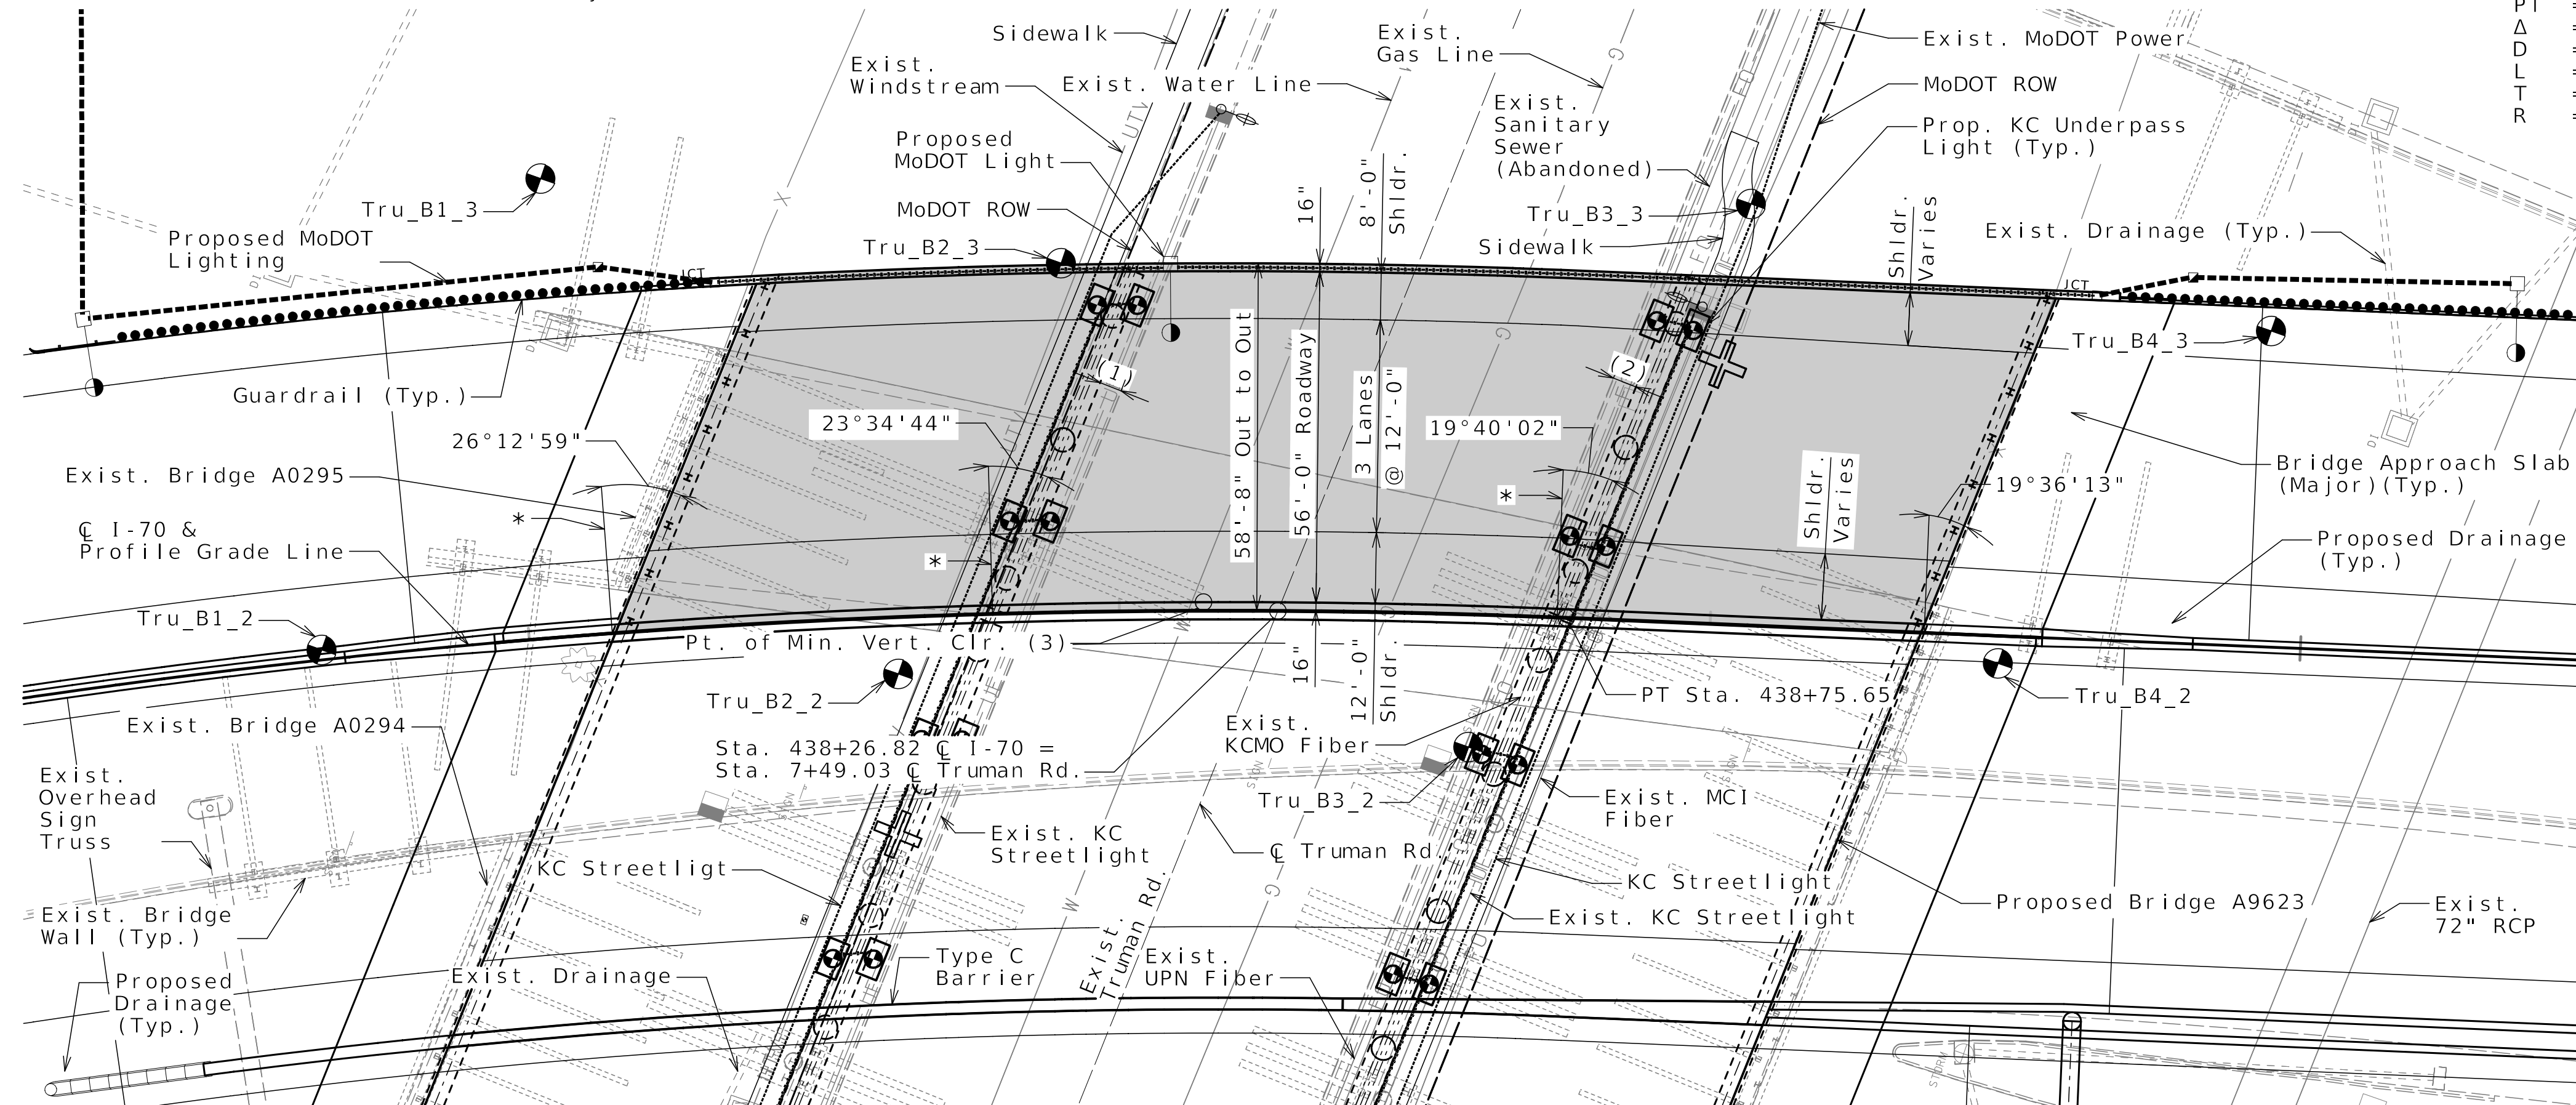 Sidewalk
Exist.
Windstream
Exist. Water Line
Exist.
Gas Line
Exist. MoDOT Power
MoDOT ROW
Prop. KC Underpass
Light (Typ.)
PI
Δ
D
L
T
R
Proposed
MoDOT Light
MoDOT ROW
Tru_B2_3
Exist.
Sanitary
Sewer
(Abandoned)
Tru_B3_3
Sidewalk
16"
8'-0"
Shldr.
Shldr.
Varies
Exist. Drainage (Typ.)
Tru_B1_3
Proposed MoDOT
Lighting
JCT
JCT
UTV
X
G
Tru_B4_3
Guardrail (Typ.)
(1)
(2)
23°34'44"
19°40'02"
26°12'59"
19°36'13"
58'-8" Out to Out
56'-0" Roadway
3 Lanes
@ 12'-0"
Shldr.
Varies
Exist. Bridge A0295
*
*
*
℄ I-70 &
Profile Grade Line
Bridge Approach Slab
(Major)(Typ.)
Proposed Drainage
(Typ.)
Tru_B1_2
Pt. of Min. Vert. Clr. (3)
16"
12'-0"
Shldr.
Tru_B2_2
PT Sta. 438+75.65
Tru_B4_2
Exist. Bridge A0294
Sta. 438+26.82 ℄ I-70 =
Sta. 7+49.03 ℄ Truman Rd.
Exist.
KCMO Fiber
Tru_B3_2
Exist. MCI
Fiber
Exist.
Overhead
Sign
Truss
Exist. KC
Streetlight
℄ Truman Rd.
KC Streetligt
KC Streetlight
Exist. KC Streetlight
Proposed Bridge A9623
Exist.
72" RCP
Exist. Bridge
Wall (Typ.)
W
G
Exist.
Truman Rd.
Type C
Barrier
Exist.
UPN Fiber
Exist. Drainage
Proposed
Drainage
(Typ.)